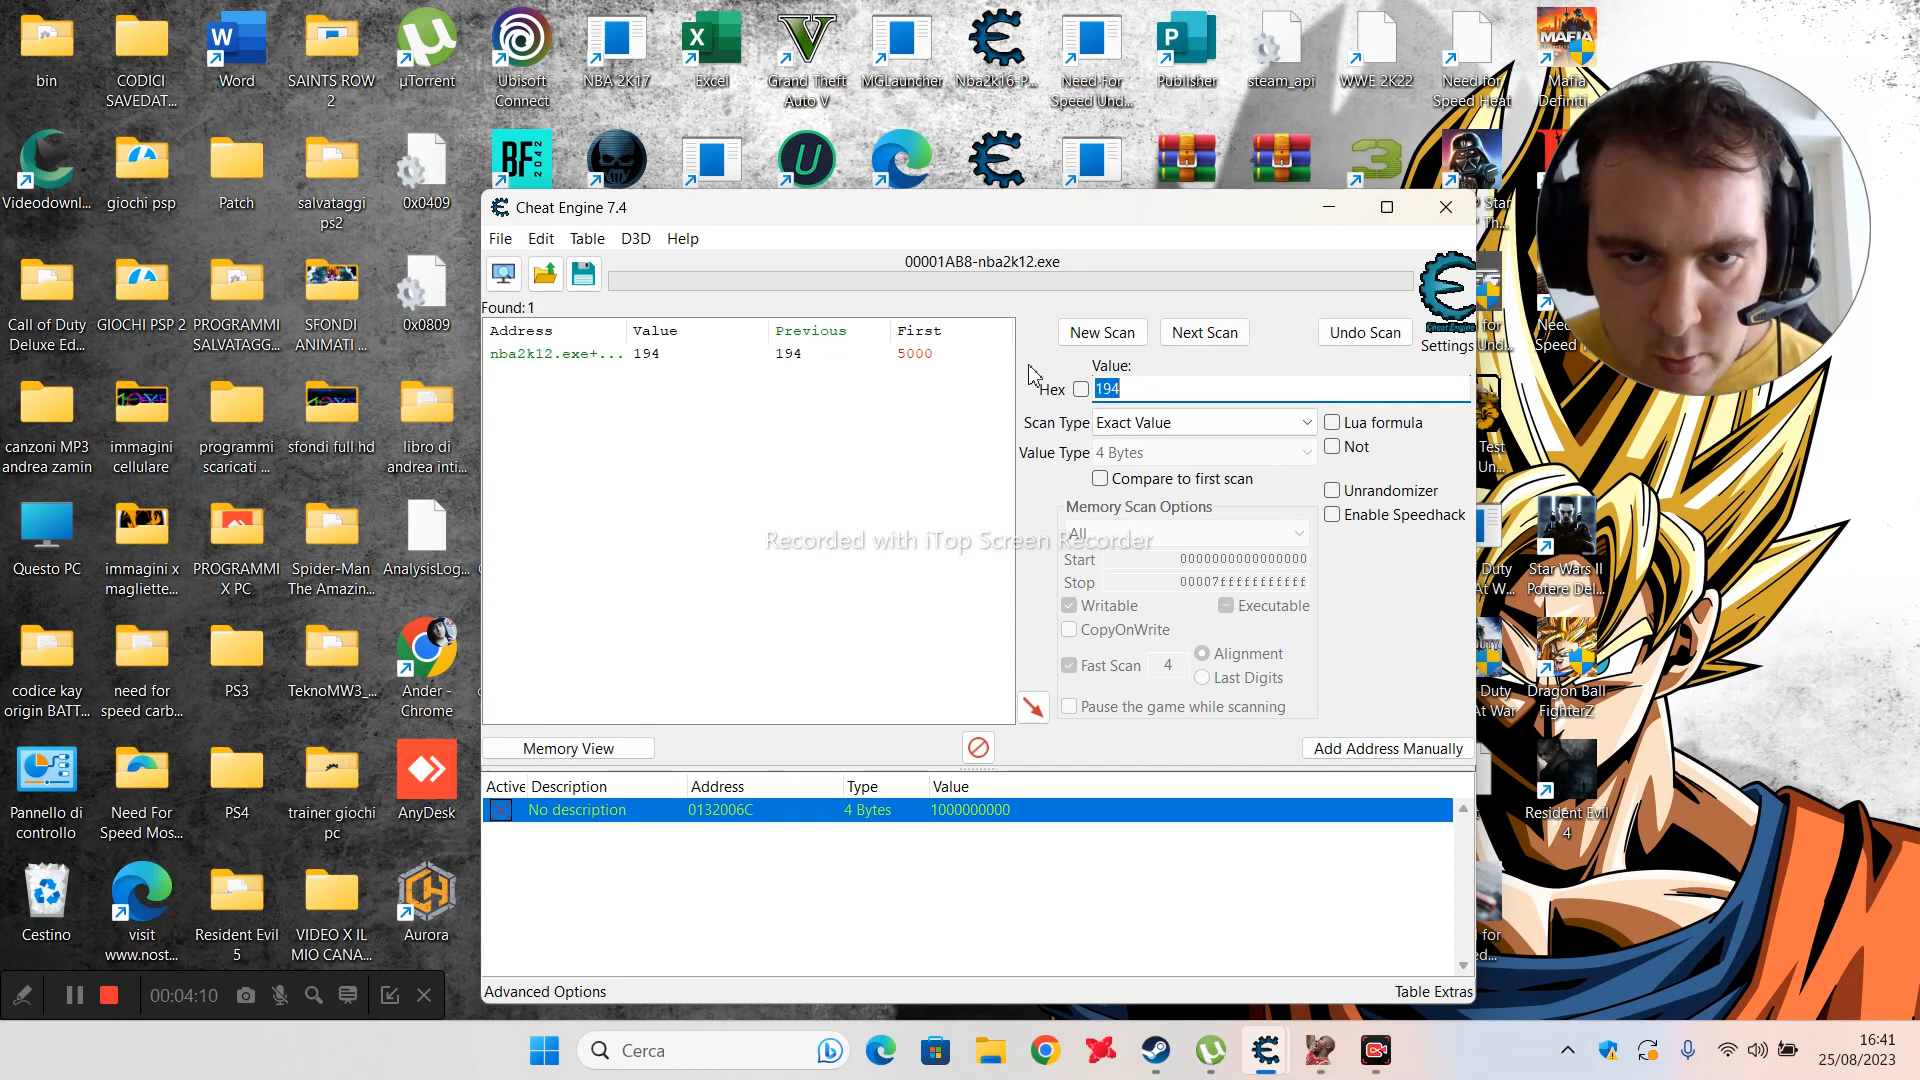 bin
CODICI
SAVEDAT...
Word
SAINTS ROW
2
µTorrent
Ubisoft
Connect
NBA 2K17
Excel
Grand Theft
Auto V
MGLauncher
Nba2k16-P...
Need For
Speed Und...
Publisher
steam_api
WWE 2K22
Need for
Speed Heat
MAFIA
Mafia
Definiti...
Videodownl...
giochi psp
Patch
salvataggi
ps2
0x0409
BF
2042
Call of Duty
Deluxe Ed...
GIOCHI PSP 2
PROGRAMMI
SALVATAGG...
SFONDI
ANIMATI ...
0x0809
canzoni MP3
andrea zamin
immagini
cellulare
programmi
scaricati ...
sfondi full hd
libro di
andrea inti...
Questo PC
immagini x
magliette...
PROGRAMMI
X PC
Spider-Man
The Amazin...
AnalysisLog...
codice kay
origin BATT...
need for
speed carb...
PS3
TeknoMW3_...
Ander -
Chrome
Pannello di
controllo
Need For
Speed Mos...
PS4
trainer giochi
pc
AnyDesk
Cestino
visit
www.nost...
Resident Evil
5
VIDEO X IL
MIO CANA...
Aurora
Cheat Engine 7.4
File Edit Table D3D Help
00001AB8-nba2k12.exe
Found: 1
Address Value Previous First
nba2k12.exe+... 194 194 5000
New Scan Next Scan Undo Scan
Cheat Engine
Settings
Value:
Hex 194
Scan Type Exact Value
Lua formula
Not
Value Type 4 Bytes
Compare to first scan
Unrandomizer
Enable Speedhack
Memory Scan Options
All
Start 0000000000000000
Stop 00007fffffffffff
Writable Executable
CopyOnWrite
Fast Scan 4 Alignment
Last Digits
Pause the game while scanning
Recorded with iTop Screen Recorder
Memory View
Add Address Manually
Active Description Address Type Value
No description 0132006C 4 Bytes 1000000000
Advanced Options
Table Extras
Star Wars II
Potere Del...
Dragon Ball
FighterZ
Resident Evil
4
00:04:10
Cerca
16:41
25/08/2023